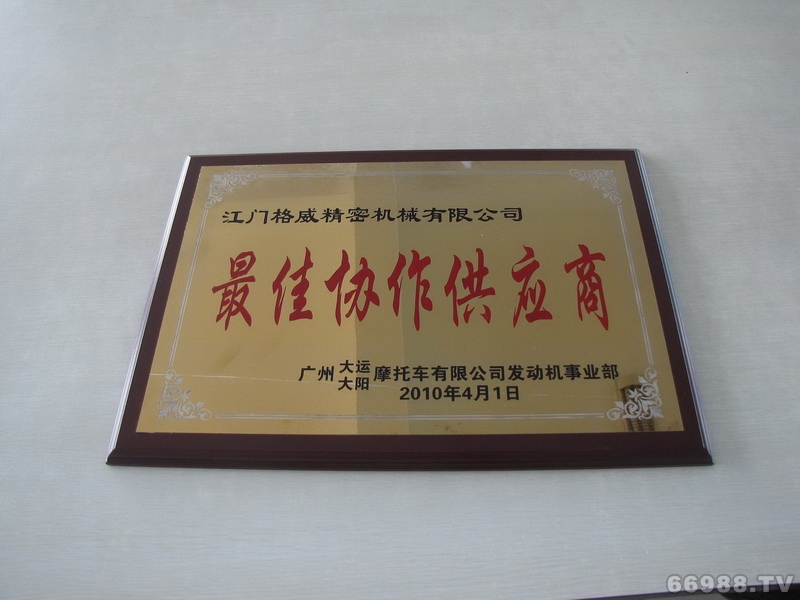 江门格威精密机械有限公司
最佳协作供应商
广州大运大阳摩托车有限公司发动机事业部
2010年4月1日
66988.TV